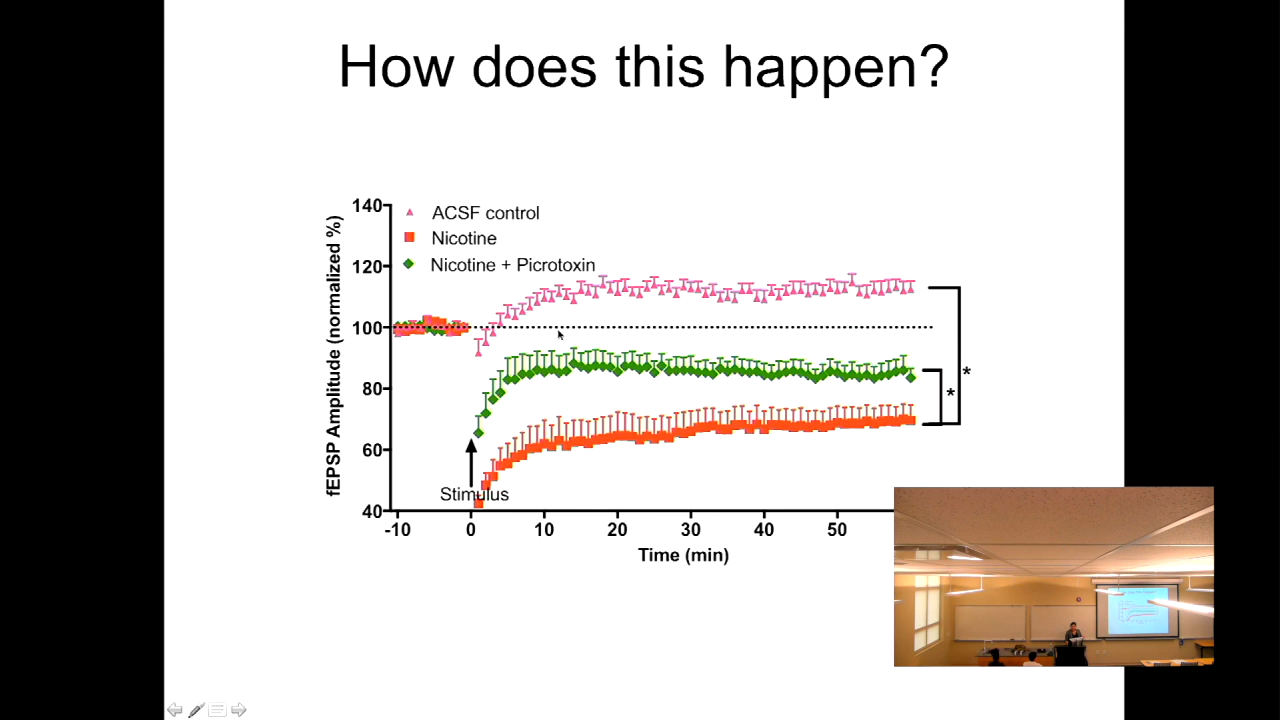 How does this happen?
140
ACSF control
Nicotine
120
Nicotine + Picrotoxin
100
80
*
*
60
Stimulus
40
fEPSP Amplitude (normalized %)
-10 0 10 20 30 40 50
Time (min)